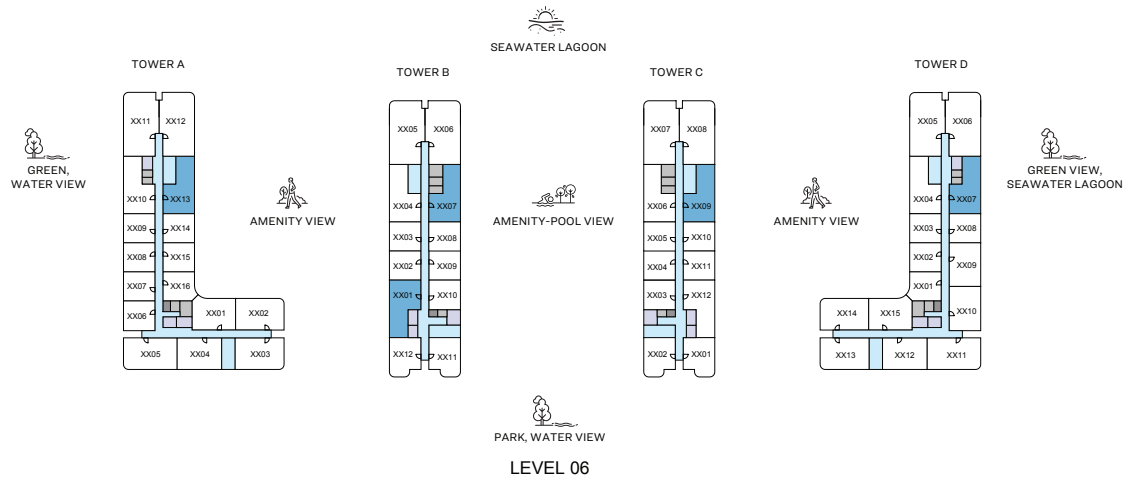 SEAWATER LAGOON
TOWER A
TOWER B
TOWER C
TOWER D
GREEN,
WATER VIEW
AMENITY VIEW
AMENITY-POOL VIEW
AMENITY VIEW
GREEN VIEW,
SEAWATER LAGOON
XX11 XX12
XX10 XX13
XX09 XX14
XX08 XX15
XX07 XX16
XX06 XX01 XX02
XX05 XX04 XX03
XX05 XX06
XX04 XX07
XX03 XX08
XX02 XX09
XX01 XX10
XX12 XX11
XX07 XX08
XX06 XX09
XX05 XX10
XX04 XX11
XX03 XX12
XX02 XX01
XX05 XX06
XX04 XX07
XX03 XX08
XX02 XX09
XX01
XX14 XX15 XX10
XX13 XX12 XX11
PARK, WATER VIEW
LEVEL 06